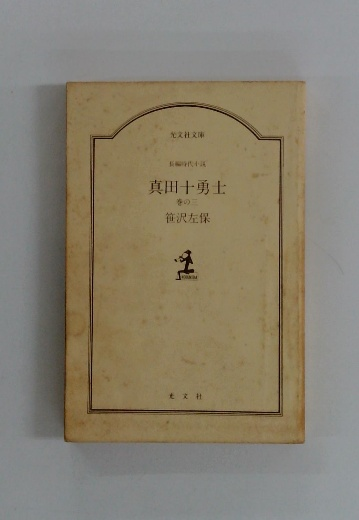 光文社文庫
長編時代小説
真田十勇士
巻の三
笹沢左保
光文社